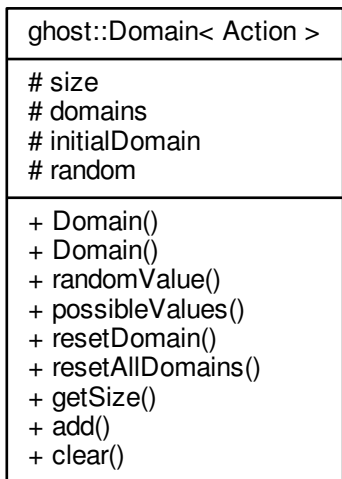 ghost::Domain< Action >
# size
# domains
# initialDomain
# random
+ Domain()
+ Domain()
+ randomValue()
+ possibleValues()
+ resetDomain()
+ resetAllDomains()
+ getSize()
+ add()
+ clear()